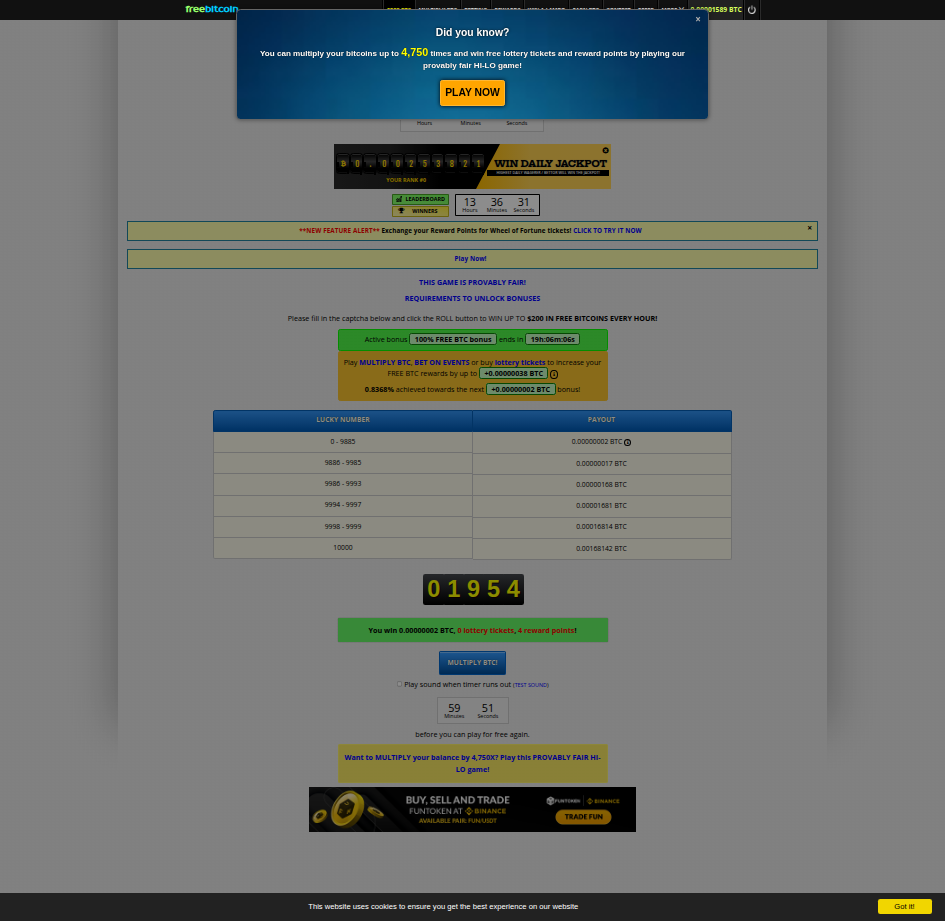 freebitcoin
0.00001589 BTC
×
Did you know?
You can multiply your bitcoins up to 4,750 times and win free lottery tickets and reward points by playing our
provably fair HI-LO game!
PLAY NOW
Hours Minutes Seconds
0.00253821
WIN DAILY JACKPOT
HIGHEST DAILY WAGERER / BETTOR WILL WIN THE JACKPOT
YOUR RANK #0
LEADERBOARD
WINNERS
13 36 31
Hours Minutes Seconds
**NEW FEATURE ALERT** Exchange your Reward Points for Wheel of Fortune tickets! CLICK TO TRY IT NOW
×
Play Now!
THIS GAME IS PROVABLY FAIR!
REQUIREMENTS TO UNLOCK BONUSES
Please fill in the captcha below and click the ROLL button to WIN UP TO $200 IN FREE BITCOINS EVERY HOUR!
Active bonus 100% FREE BTC bonus ends in 19h:06m:06s
Play MULTIPLY BTC, BET ON EVENTS or buy lottery tickets to increase your
FREE BTC rewards by up to +0.00000038 BTC
0.8368% achieved towards the next +0.00000002 BTC bonus!
LUCKY NUMBER PAYOUT
0 - 9885 0.00000002 BTC
9886 - 9985 0.00000017 BTC
9986 - 9993 0.00000168 BTC
9994 - 9997 0.00001681 BTC
9998 - 9999 0.00016814 BTC
10000 0.00168142 BTC
01954
You win 0.00000002 BTC, 0 lottery tickets, 4 reward points!
MULTIPLY BTC!
Play sound when timer runs out (TEST SOUND)
59 51
Minutes Seconds
before you can play for free again.
Want to MULTIPLY your balance by 4,750X? Play this PROVABLY FAIR HI-
LO game!
BUY, SELL AND TRADE
FUNTOKEN AT BINANCE
AVAILABLE PAIR: FUN/USDT
FUNTOKEN BINANCE
TRADE FUN
This website uses cookies to ensure you get the best experience on our website
Got it!